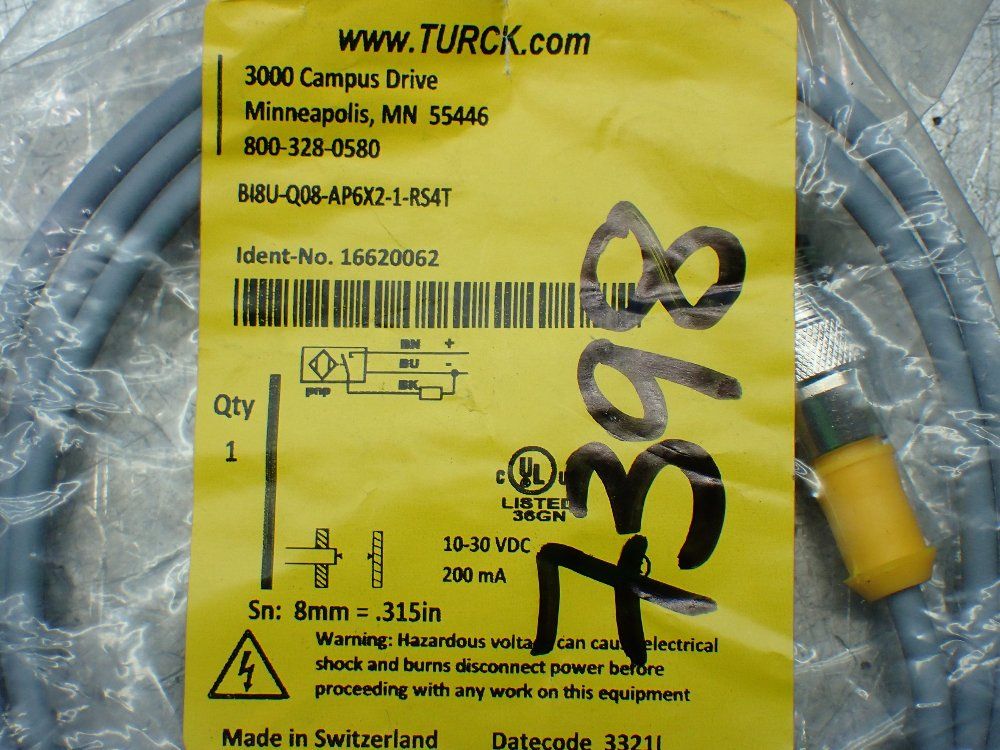 www.TURCK.com
3000 Campus Drive
Minneapolis, MN 55446
800-328-0580
BI8U-Q08-AP6X2-1-RS4T
Ident-No. 16620062
BN +
BU -
BK
pnp
Qty
1
7398
c UL
LISTED
36GN
10-30 VDC
200 mA
Sn: 8mm = .315in
Warning: Hazardous can electrical
shock and burns disconnect power before
proceeding with any work on this equipment
Made in Switzerland Datecode